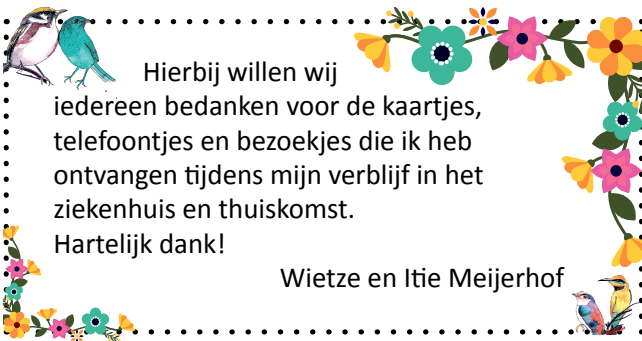 Hierbij willen wij
iedereen bedanken voor de kaartjes,
telefoontjes en bezoekjes die ik heb
ontvangen tijdens mijn verblijf in het
ziekenhuis en thuiskomst.
Hartelijk dank!
Wietze en Itie Meijerhof